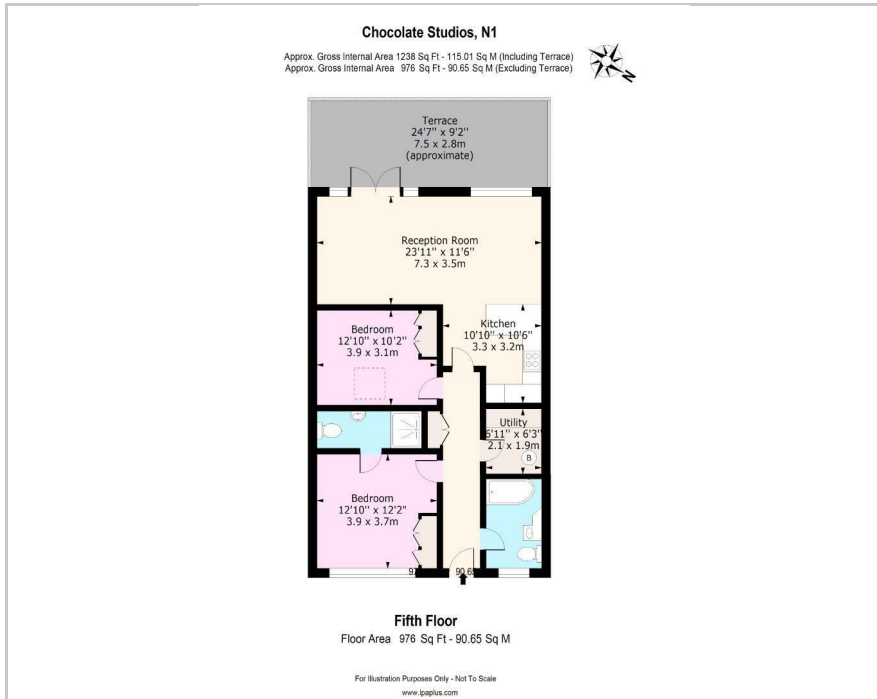 Chocolate Studios, N1
Approx. Gross Internal Area 1238 Sq Ft - 115.01 Sq M (Including Terrace)
Approx. Gross Internal Area 976 Sq Ft - 90.65 Sq M (Excluding Terrace)
N
Terrace
24'7" x 9'2"
7.5 x 2.8m
(approximate)
Reception Room
23'11" x 11'6"
7.3 x 3.5m
Kitchen
10'10" x 10'6"
3.3 x 3.2m
Bedroom
12'10" x 10'2"
3.9 x 3.1m
Utility
6'11" x 6'3"
2.1 x 1.9m
B
Bedroom
12'10" x 12'2"
3.9 x 3.7m
90.65
Fifth Floor
Floor Area 976 Sq Ft - 90.65 Sq M
For Illustration Purposes Only - Not To Scale
www.lpaplus.com